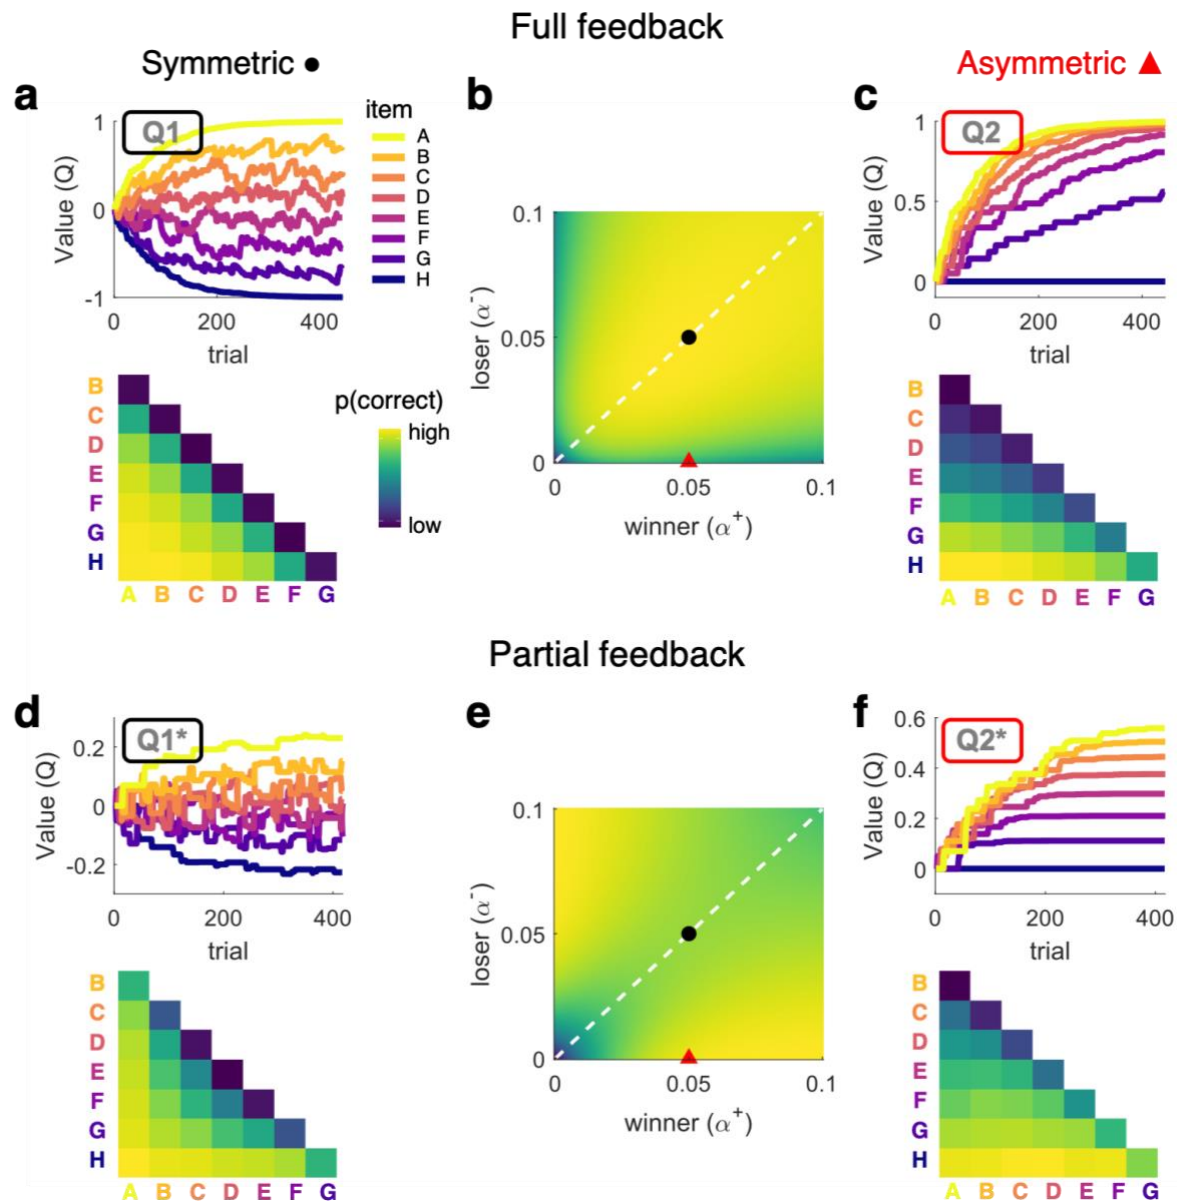 Full feedback
Symmetric ●
Asymmetric ▲
a
Q1
Value (Q)
1
0
-1
0 200 400
trial
item
A
B
C
D
E
F
G
H
B
C
D
E
F
G
H
A B C D E F G
p(correct)
high
low
b
loser (α⁻)
0.1
0.05
0
0 0.05 0.1
winner (α⁺)
c
Q2
Value (Q)
1
0.5
0
0 200 400
trial
B
C
D
E
F
G
H
A B C D E F G
Partial feedback
d
Q1*
Value (Q)
0.2
0
-0.2
0 200 400
trial
B
C
D
E
F
G
H
A B C D E F G
e
loser (α⁻)
0.1
0.05
0
0 0.05 0.1
winner (α⁺)
f
Q2*
Value (Q)
0.6
0.4
0.2
0
0 200 400
trial
B
C
D
E
F
G
H
A B C D E F G